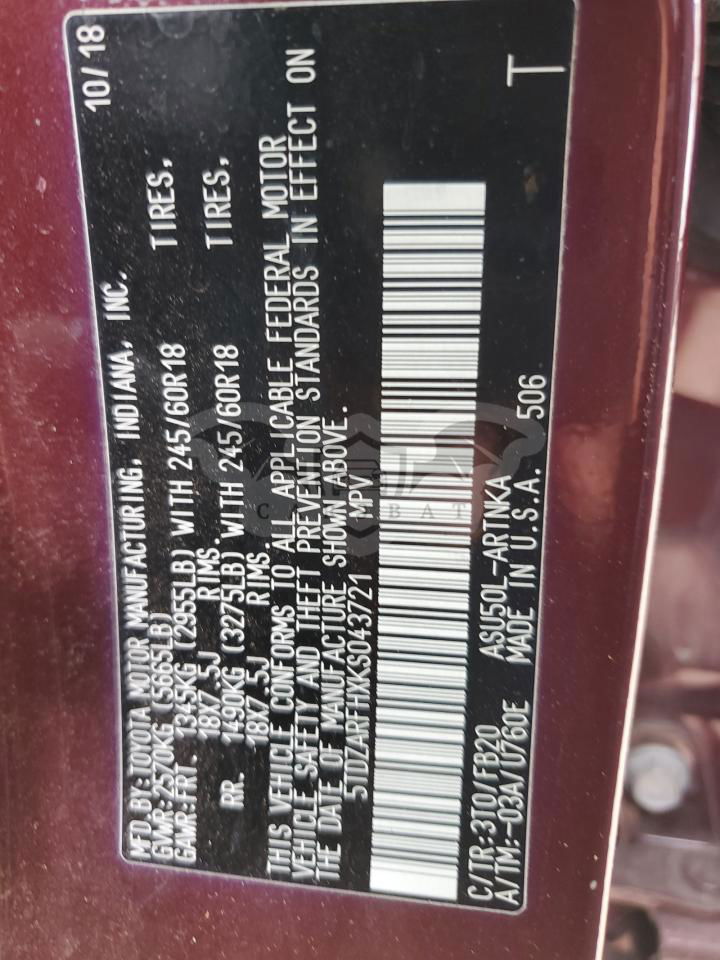 MFD. BY: TOYOTA MOTOR MANUFACTURING, INDIANA, INC. 10/18
GVWR: 2570KG (5665LB)
GAWR: FRT. 1345KG (2955LB) WITH 245/60R18 TIRES,
18X7.5J RIMS.
RR. 1490KG (3275LB) WITH 245/60R18 TIRES,
18X7.5J RIMS.
THIS VEHICLE CONFORMS TO ALL APPLICABLE FEDERAL MOTOR
VEHICLE SAFETY AND THEFT PREVENTION STANDARDS IN EFFECT ON
THE DATE OF MANUFACTURE SHOWN ABOVE.
5TDZARFHXKS043721 MPV
C/TR: 3T0/FB20 ASU50L-ARTNKA T
A/TM: -03A/U760E MADE IN U.S.A. 506
CARSBAT